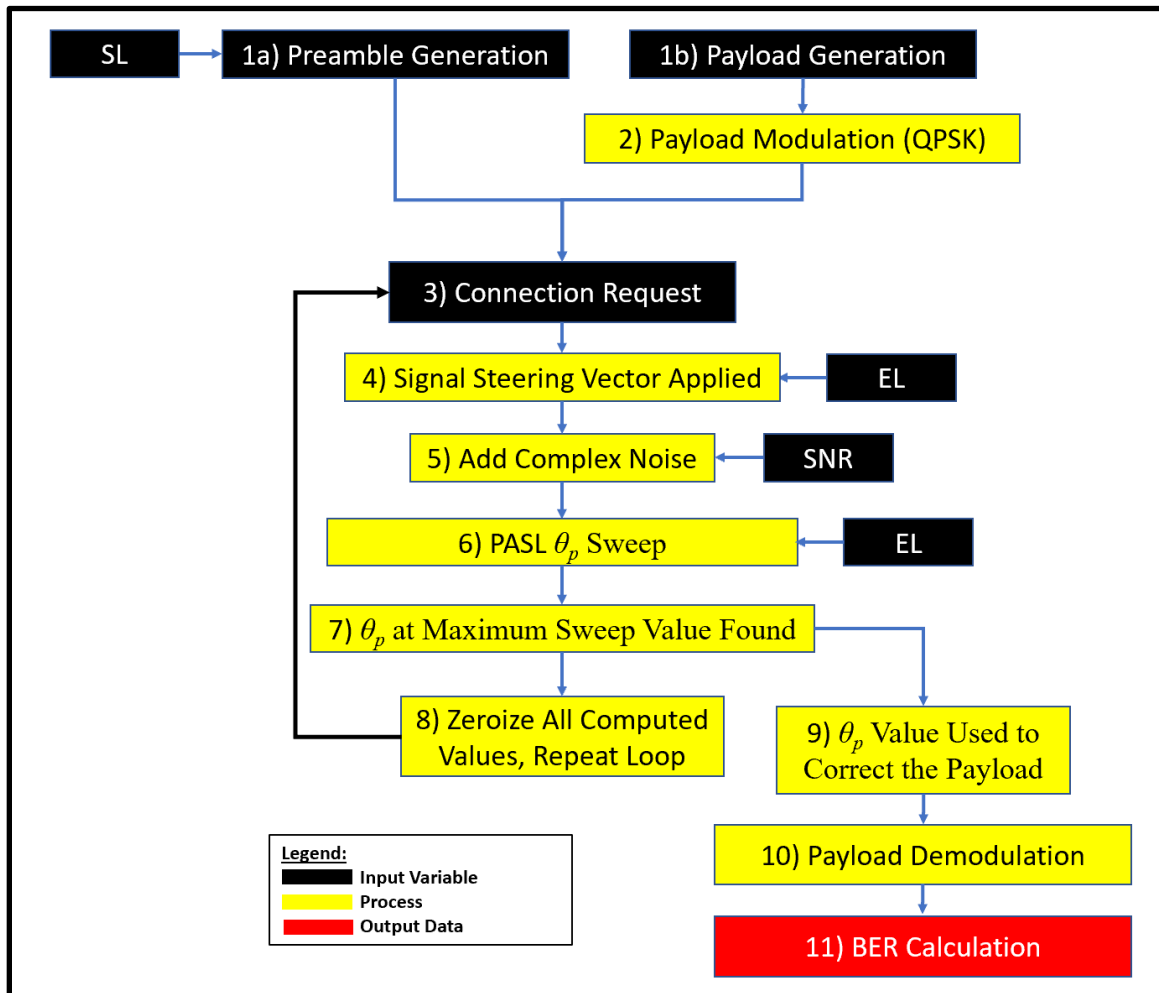 SL
1a) Preamble Generation
1b) Payload Generation
2) Payload Modulation (QPSK)
3) Connection Request
4) Signal Steering Vector Applied
EL
5) Add Complex Noise
SNR
6) PASL θp Sweep
EL
7) θp at Maximum Sweep Value Found
8) Zeroize All Computed
Values, Repeat Loop
9) θp Value Used to
Correct the Payload
10) Payload Demodulation
11) BER Calculation
Legend:
Input Variable
Process
Output Data